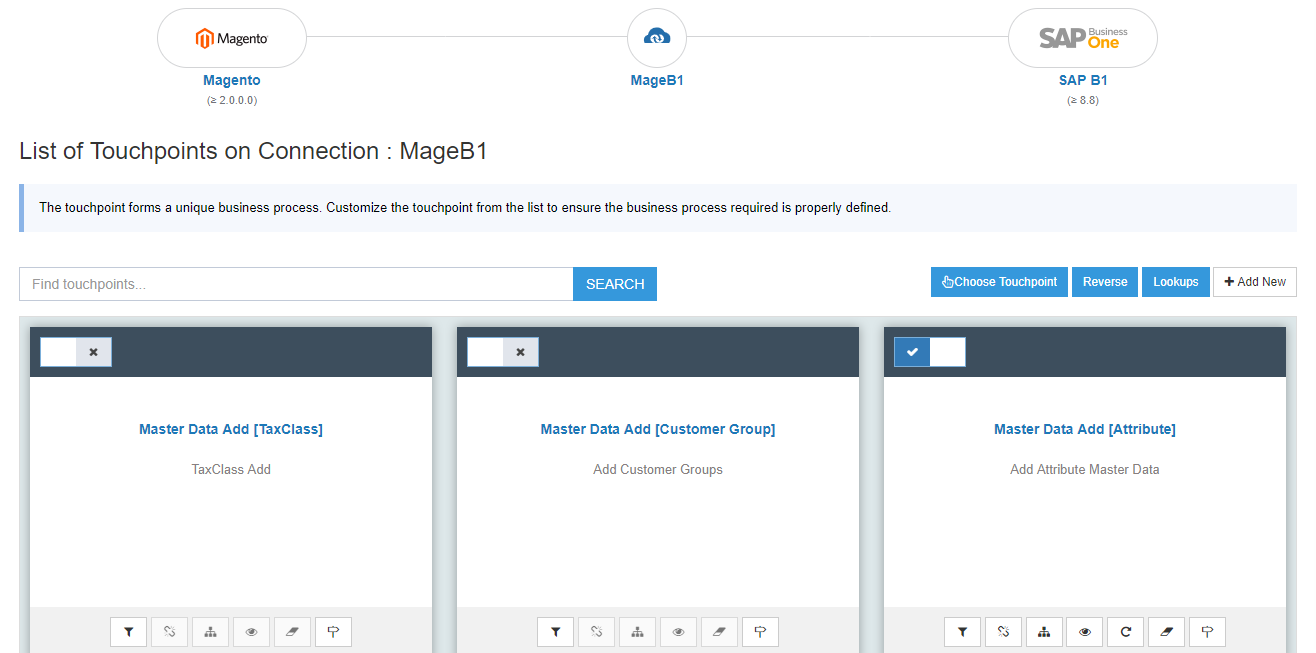 Magento
SAP Business One
Magento
MageB1
SAP B1
(≥ 2.0.0.0)
(≥ 8.8)
List of Touchpoints on Connection : MageB1
The touchpoint forms a unique business process. Customize the touchpoint from the list to ensure the business process required is properly defined.
Find touchpoints...
SEARCH
Choose Touchpoint
Reverse
Lookups
+ Add New
Master Data Add [TaxClass]
Master Data Add [Customer Group]
Master Data Add [Attribute]
TaxClass Add
Add Customer Groups
Add Attribute Master Data